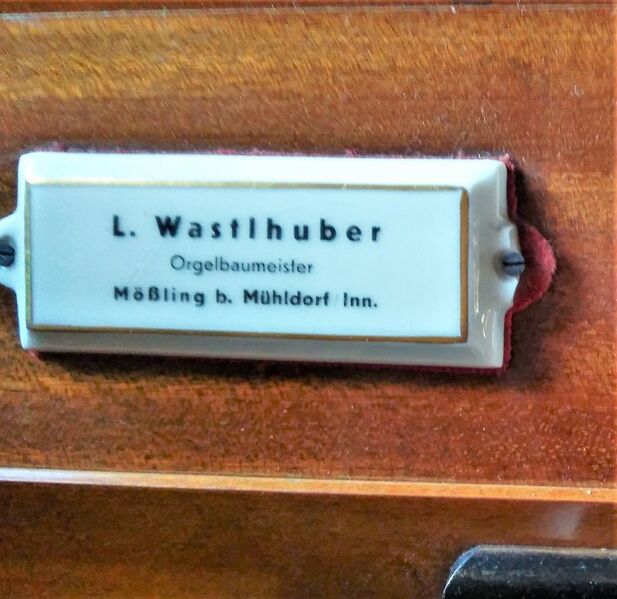 L. Wastlhuber
Orgelbaumeister
Mößling b. Mühldorf/Inn.